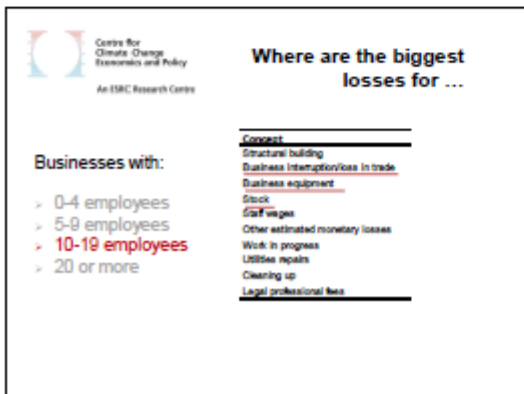 Centre for
Climate Change
Economics and Policy
An ESRC Research Centre
Where are the biggest
losses for ...
Businesses with:
0-4 employees
5-9 employees
10-19 employees
20 or more
Concept
Structural building
Business interruption/loss in trade
Business equipment
Stock
Staff wages
Other estimated monetary losses
Work in progress
Utilities repairs
Cleaning up
Legal professional fees